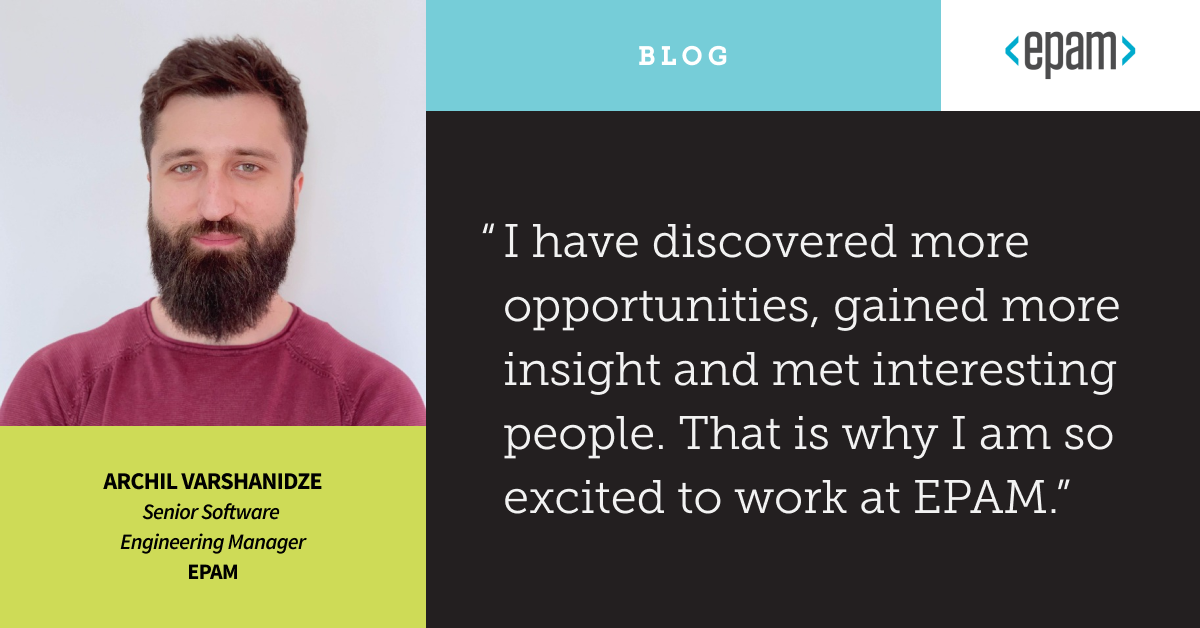 BLOG
<epam>
“I have discovered more
opportunities, gained more
insight and met interesting
people. That is why I am so
excited to work at EPAM.”
ARCHIL VARSHANIDZE
Senior Software
Engineering Manager
EPAM